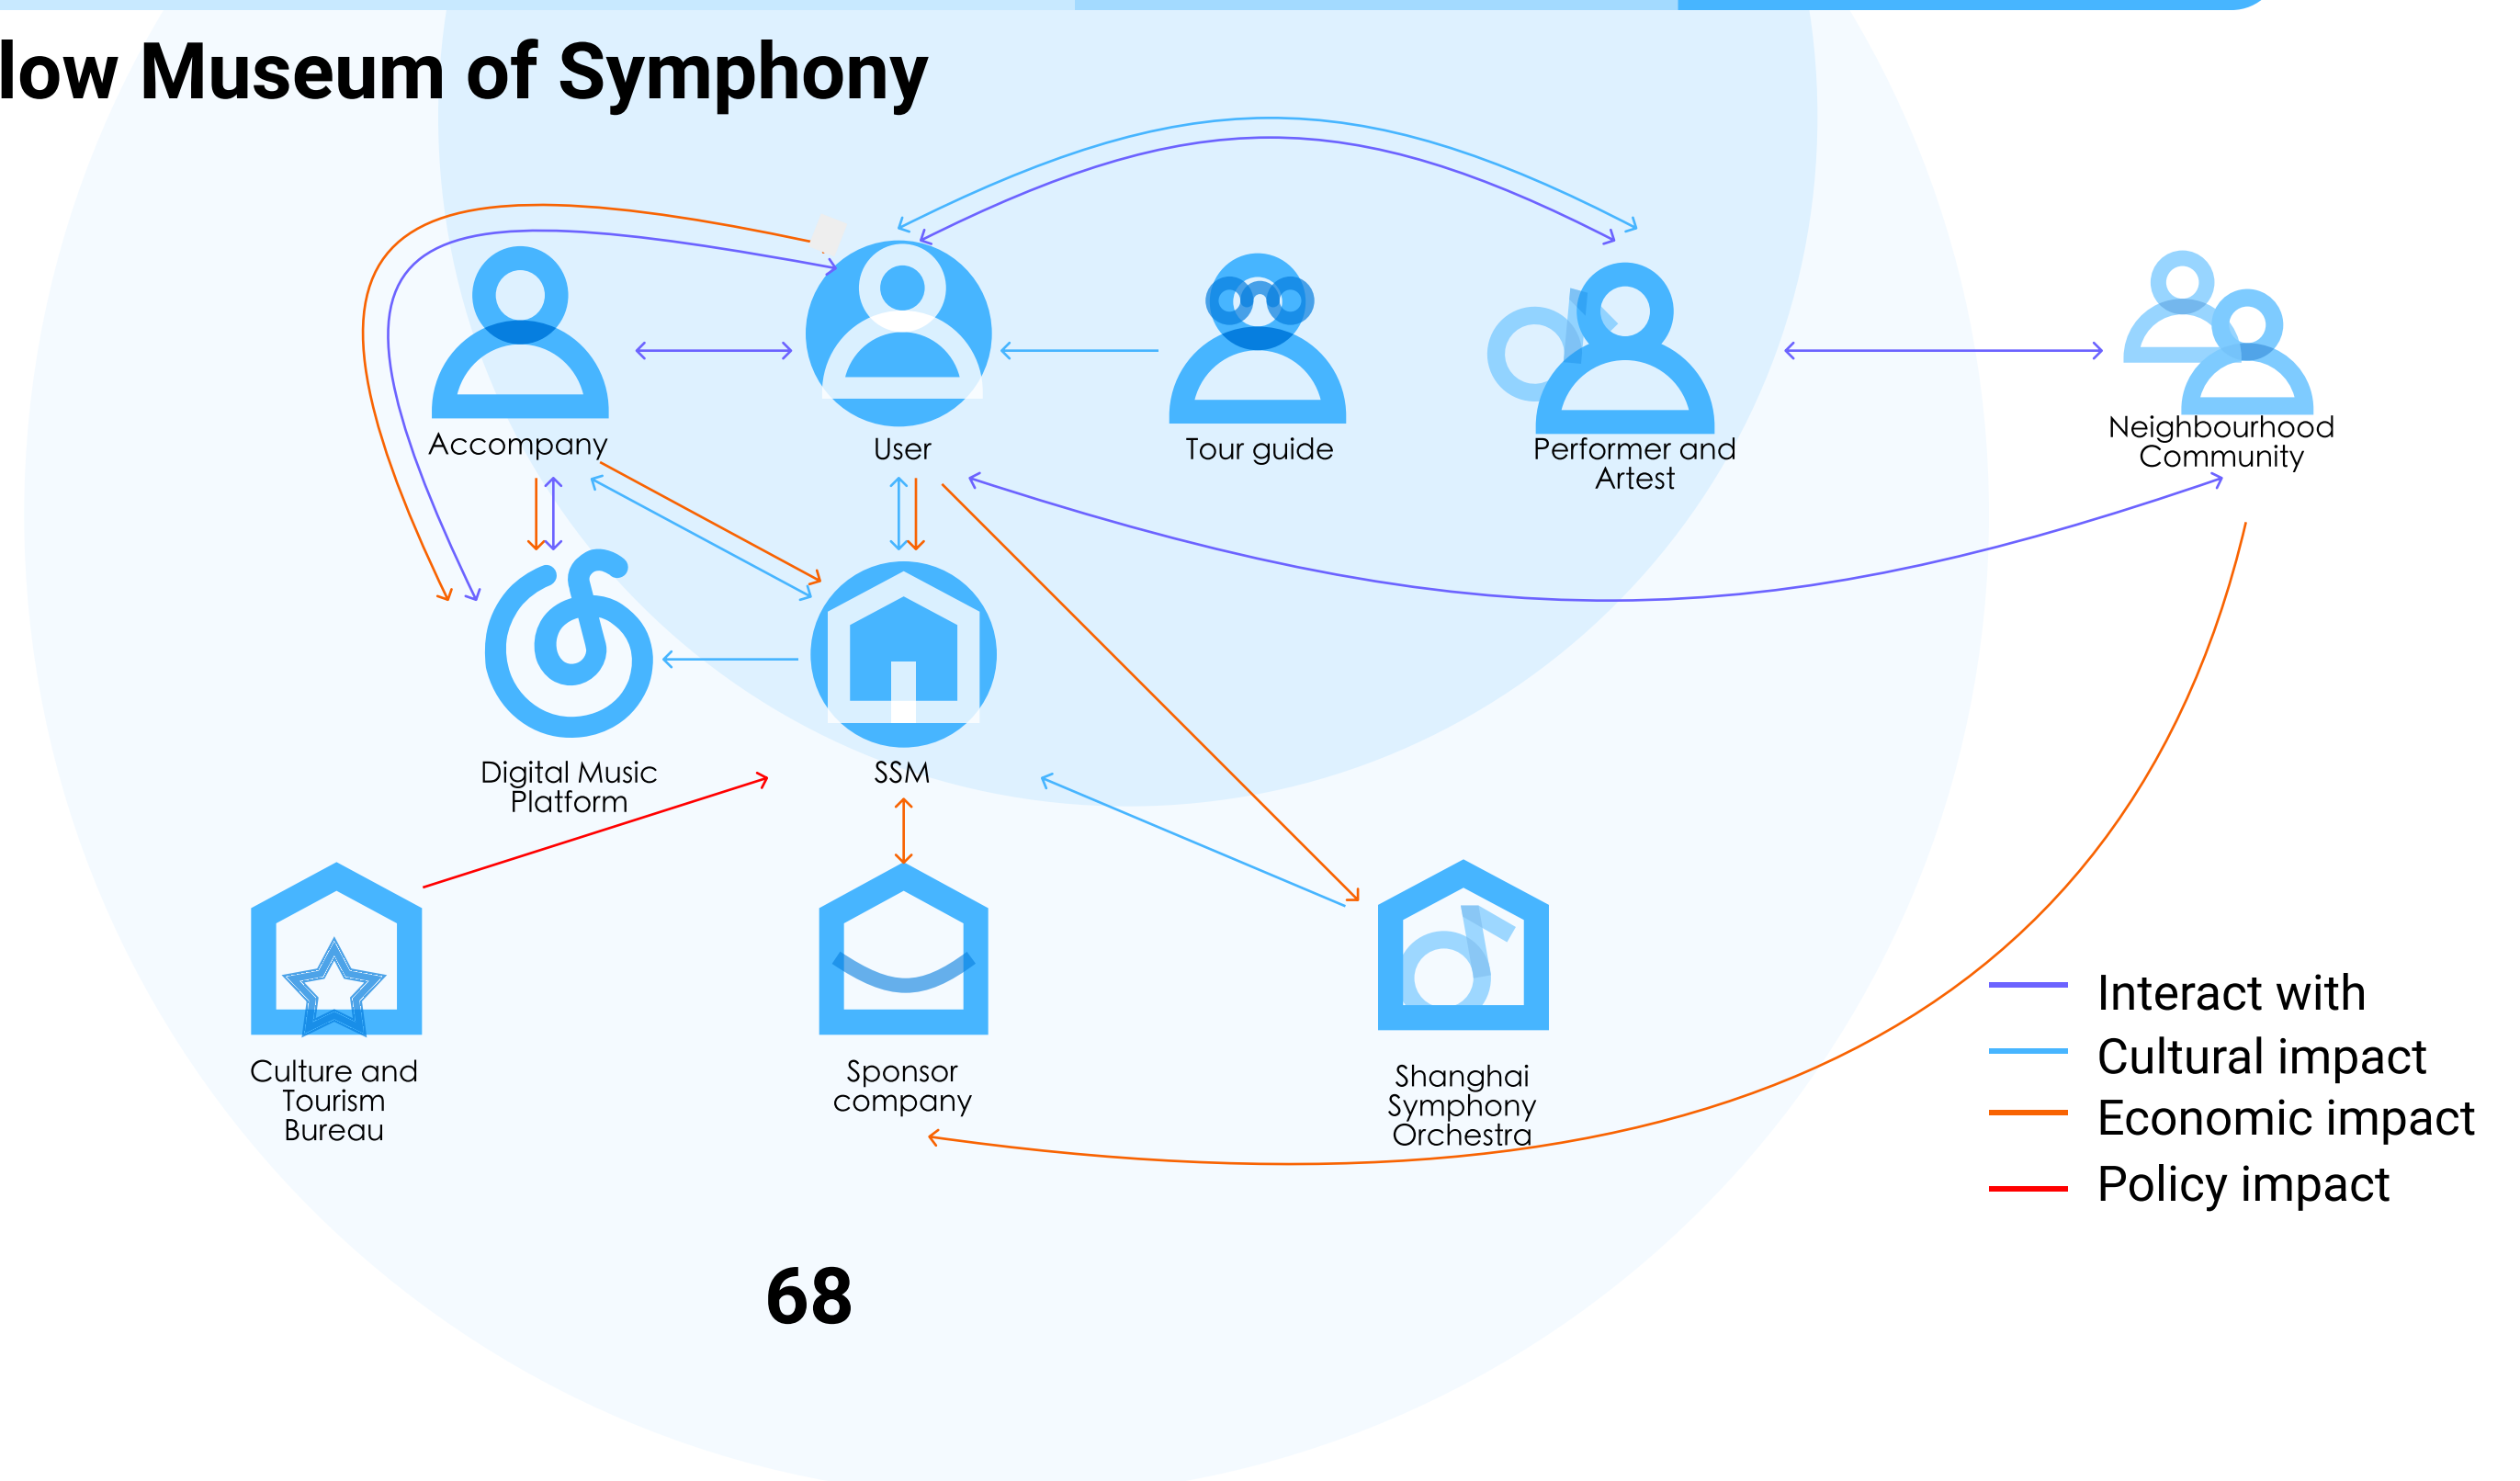 low Museum of Symphony
Accompany
User
Tour guide
Performer and
Artest
Neighbourhood
Community
Digital Music
Platform
SSM
Culture and
Tourism
Bureau
Sponsor
company
Shanghai
Symphony
Orchestra
Interact with
Cultural impact
Economic impact
Policy impact
68